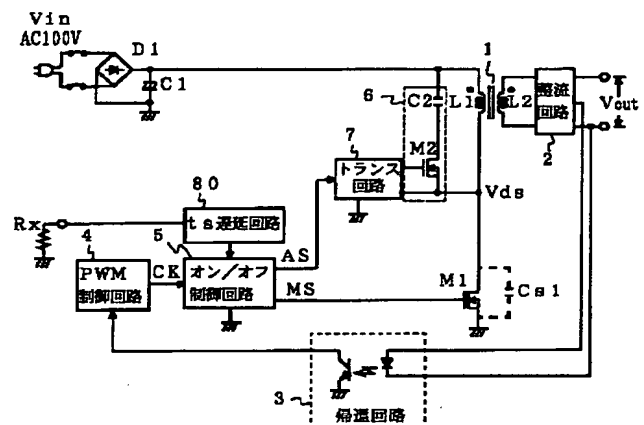 Vin
AC100V
D1
C1
6
C2
L1
1
L2
整流
回路
2
Vout
7
トランス
回路
M2
Vds
80
ts遅延回路
Rx
4
5
PWM
制御回路
CK
オン/オフ
制御回路
AS
MS
M1
Cs1
3
帰還回路